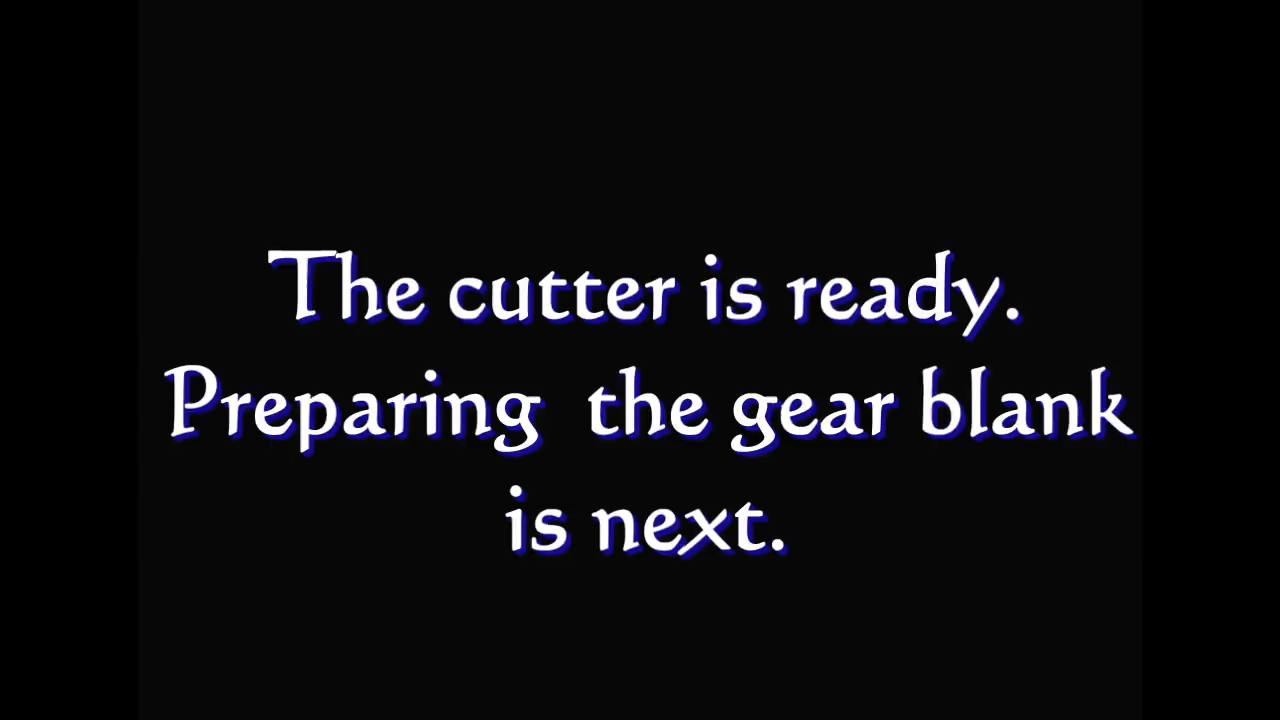 The cutter is ready.
Preparing  the gear blank
is next.